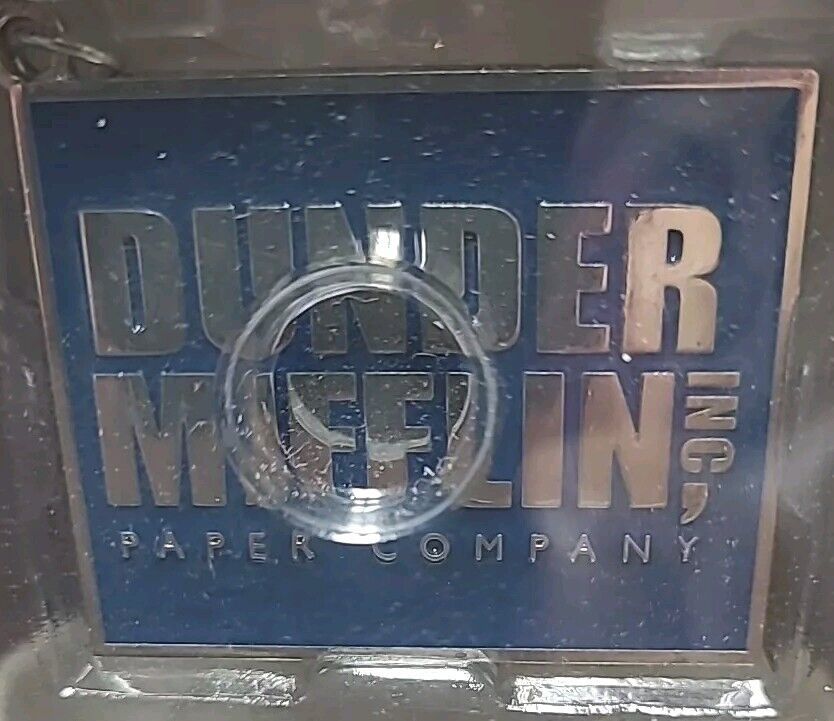 DUNDER
MIFFLIN INC,
PAPER COMPANY